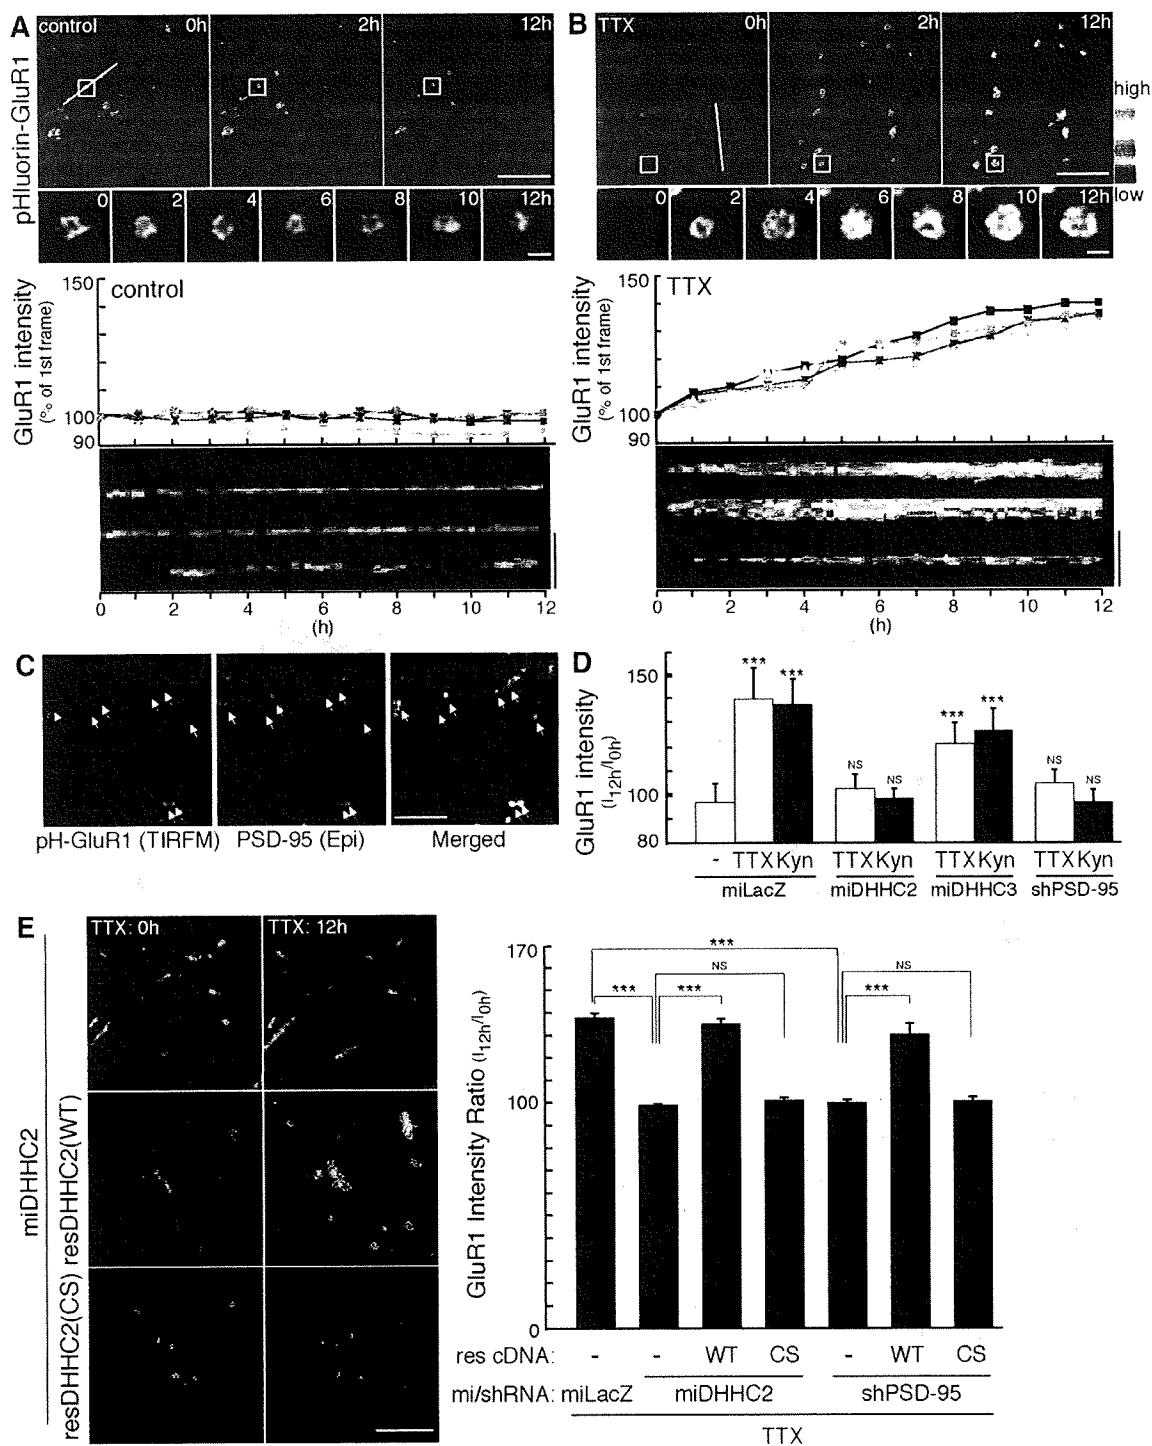 A
control
0h
2h
12h
B
TTX
0h
2h
12h
pHluorin-GluR1
high
low
0
2
4
6
8
10
12h
0
2
4
6
8
10
12h
GluR1 intensity
(% of 1st frame)
150
100
90
control
0
2
4
6
8
10
12
(h)
GluR1 intensity
(% of 1st frame)
150
100
90
TTX
0
2
4
6
8
10
12
(h)
C
pH-GluR1 (TIRFM)
PSD-95 (Epi)
Merged
D
GluR1 intensity
(I12h/I0h)
150
100
80
***
***
NS
NS
***
***
NS
NS
- TTX Kyn TTX Kyn TTX Kyn TTX Kyn
miLacZ miDHHC2 miDHHC3 shPSD-95
E
TTX: 0h
TTX: 12h
miDHHC2
resDHHC2(CS) resDHHC2(WT)
GluR1 Intensity Ratio (I12h/I0h)
170
100
0
***
NS
NS
***
***
***
res cDNA: - - WT CS - WT CS
mi/shRNA: miLacZ miDHHC2 shPSD-95
TTX